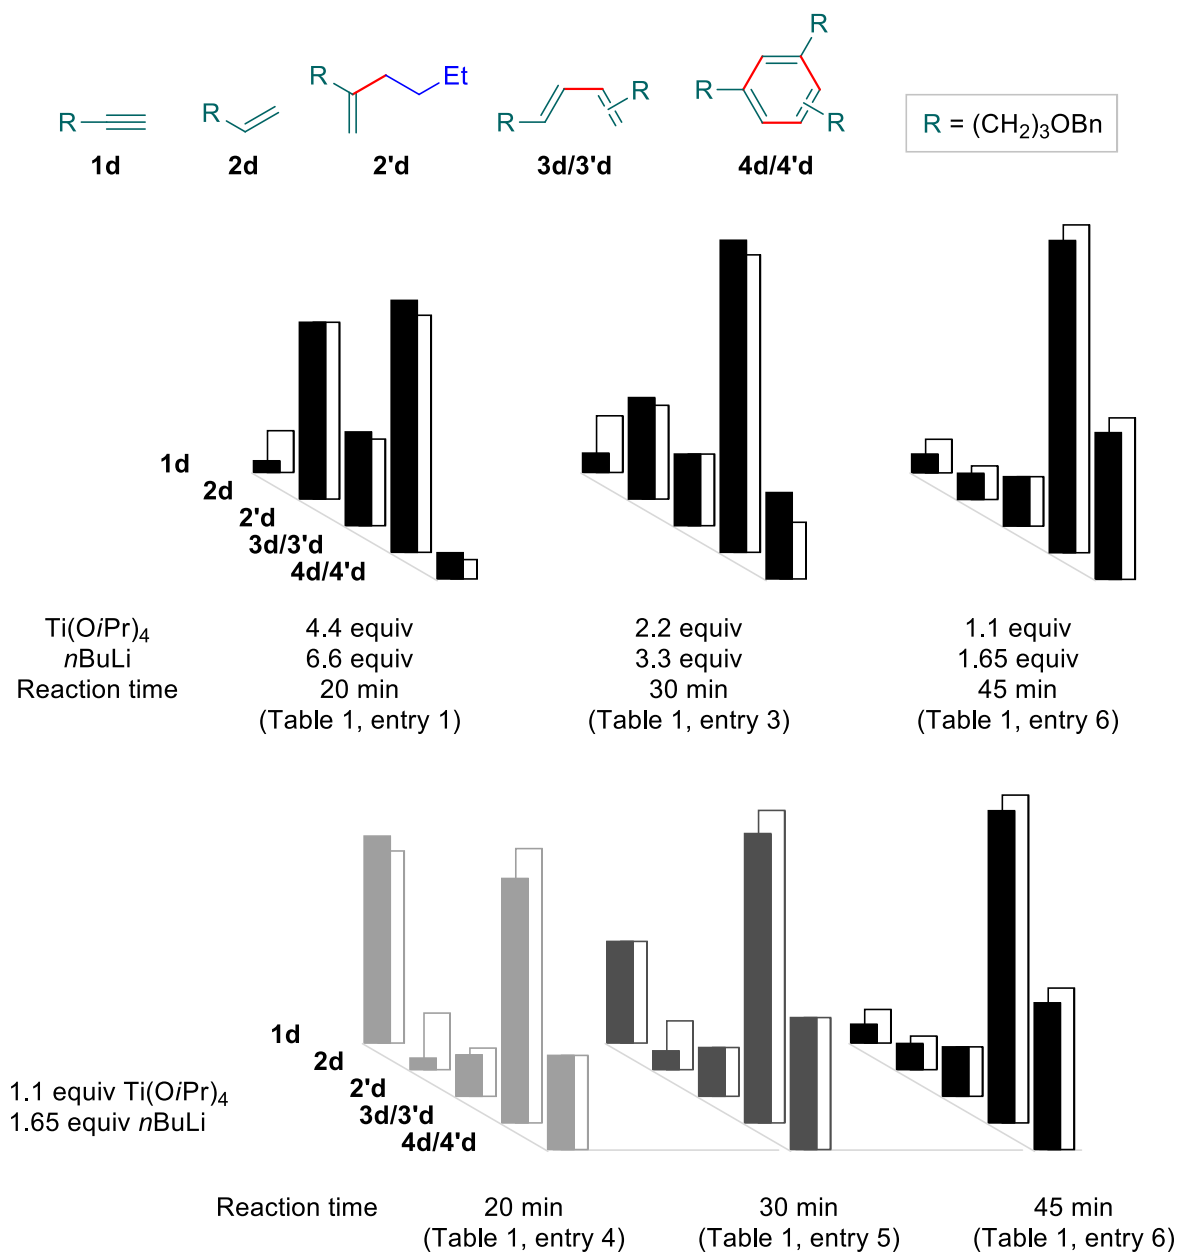 R
R
R
Et
R
R
R
R
R
R = (CH2)3OBn
1d
2d
2'd
3d/3'd
4d/4'd
1d
2d
2'd
3d/3'd
4d/4'd
Ti(OiPr)4 4.4 equiv 2.2 equiv 1.1 equiv
nBuLi 6.6 equiv 3.3 equiv 1.65 equiv
Reaction time 20 min 30 min 45 min
(Table 1, entry 1) (Table 1, entry 3) (Table 1, entry 6)
1d
2d
2'd
3d/3'd
4d/4'd
1.1 equiv Ti(OiPr)4
1.65 equiv nBuLi
Reaction time 20 min 30 min 45 min
(Table 1, entry 4) (Table 1, entry 5) (Table 1, entry 6)